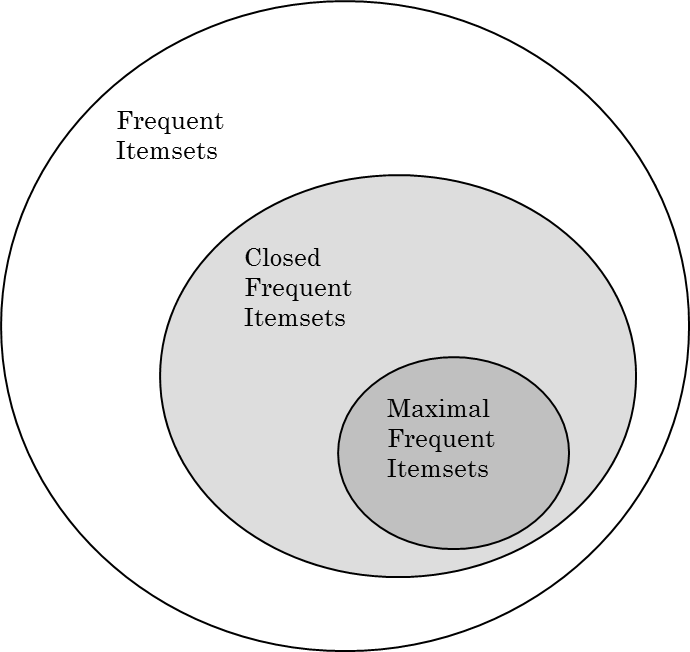 Frequent
Itemsets
Closed
Frequent
Itemsets
Maximal
Frequent
Itemsets